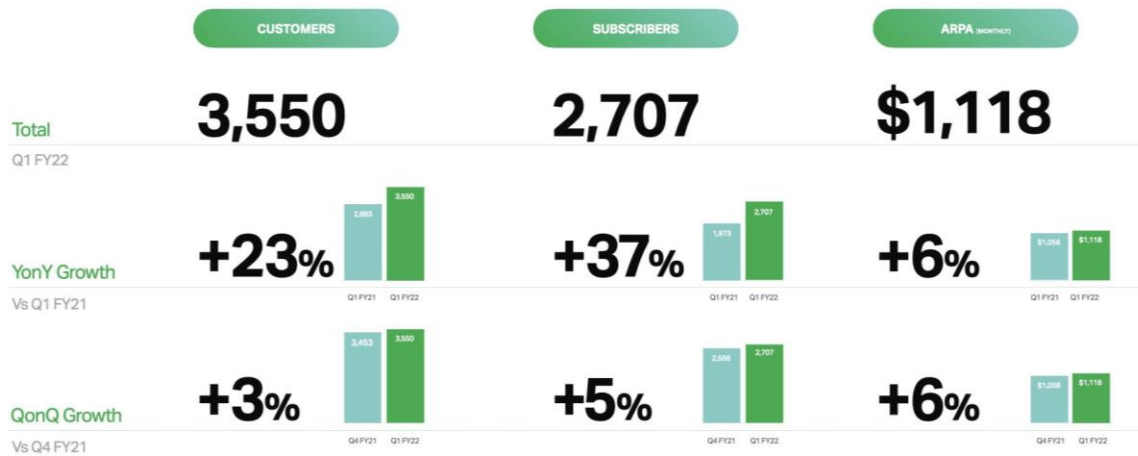 CUSTOMERS SUBSCRIBERS ARPA (MONTHLY)
Total 3,550 2,707 $1,118
Q1 FY22
2,863 3,550 1,973 2,707 $1,058 $1,118
YonY Growth +23% +37% +6%
Vs Q1 FY21 Q1 FY21 Q1 FY22 Q1 FY21 Q1 FY22 Q1 FY21 Q1 FY22
3,453 3,550 2,707 $1,058 $1,118
QonQ Growth +3% +5% +6%
Vs Q4 FY21 Q4 FY21 Q1 FY22 Q4 FY21 Q1 FY22 Q4 FY21 Q1 FY22